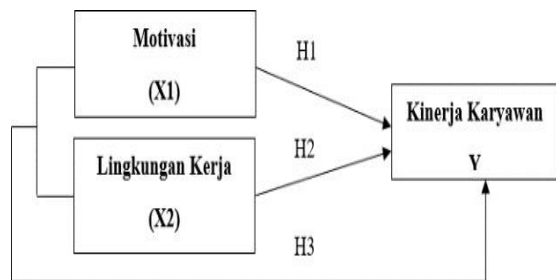 Motivasi
(X1)
H1
Kinerja Karyawan
Y
H2
Lingkungan Kerja
(X2)
H3